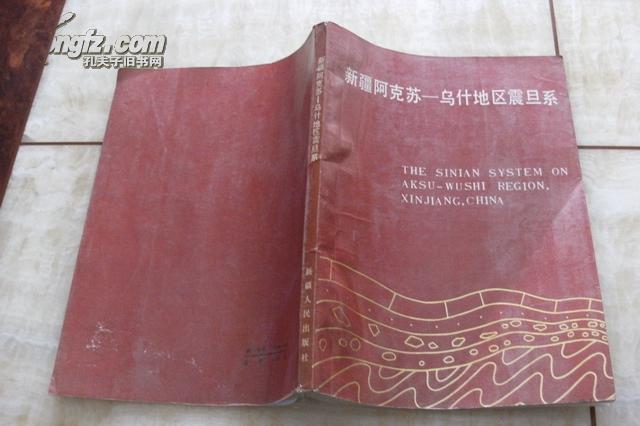 ongfz.com
孔夫子旧书网
新疆阿克苏—乌什地区震旦系
THE SINIAN SYSTEM ON
AKSU-WUSHI REGION,
XINJIANG, CHINA
新疆阿克苏—乌什地区震旦系
新疆人民出版社